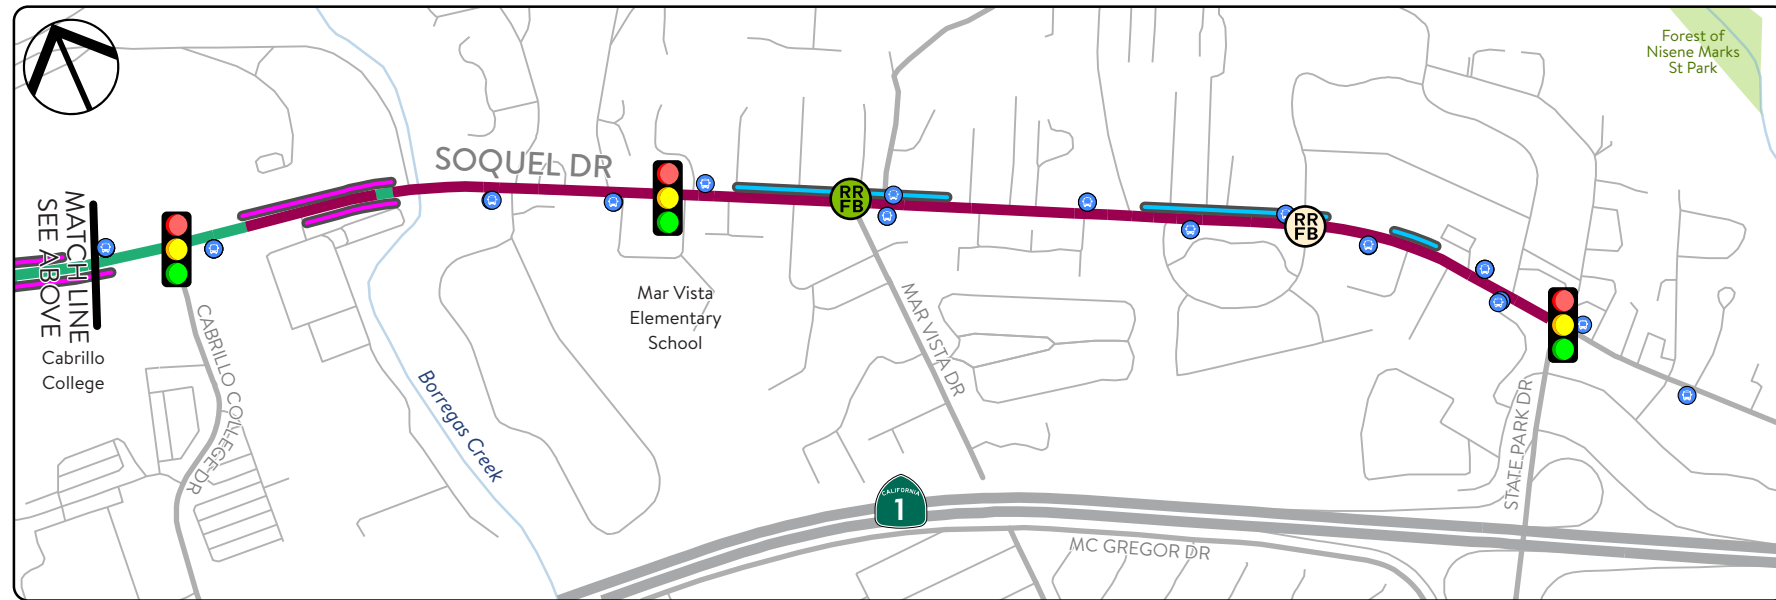 Forest of
Nisene Marks
St Park
SOQUEL DR
MATCH LINE
SEE ABOVE
RR
FB
RR
FB
Mar Vista
Elementary
School
Cabrillo
College
CABRILLO COLLEGE DR
Borregas Creek
MAR VISTA DR
STATE PARK DR
CALIFORNIA
1
MC GREGOR DR